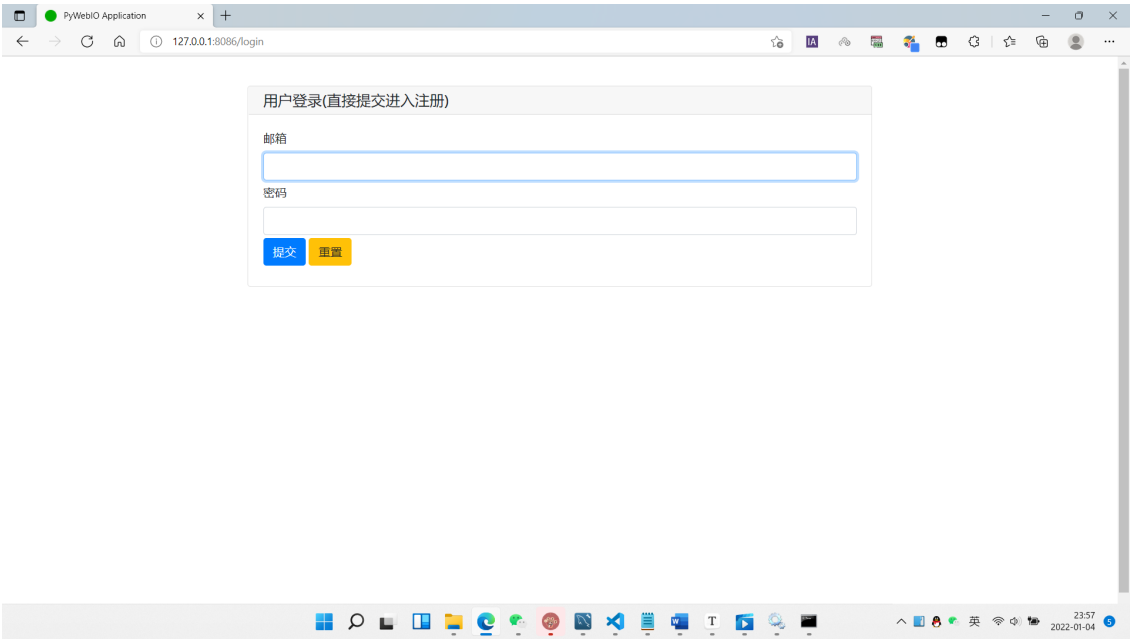 PyWebIO Application
127.0.0.1:8086/login
用户登录(直接提交进入注册)
邮箱
密码
提交 重置
英
23:57
2022-01-04
5